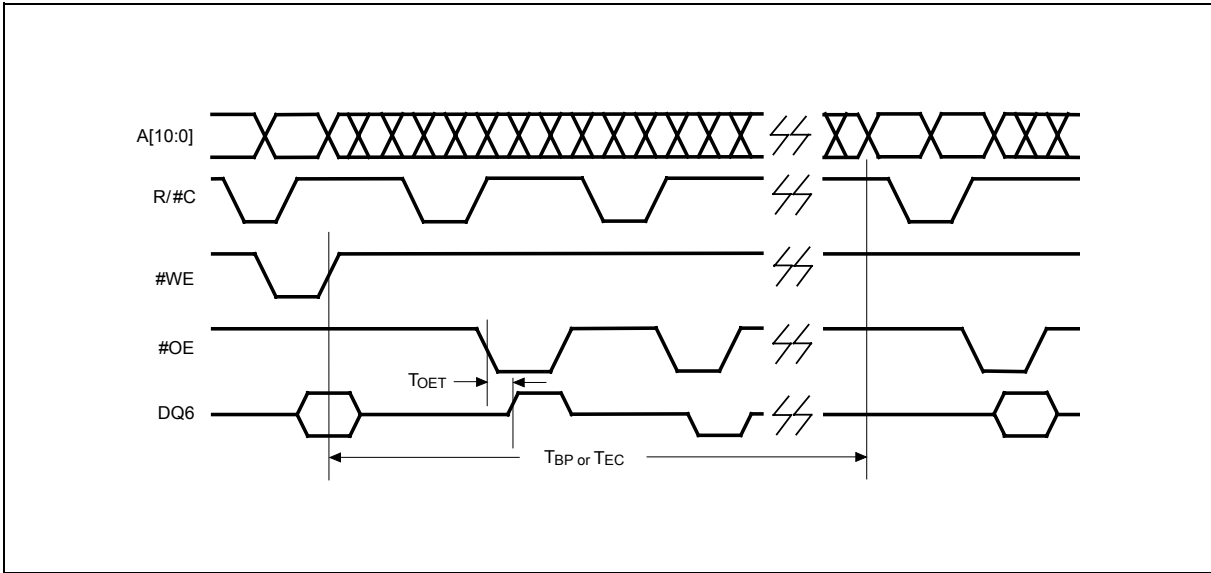 A[10:0]
R/#C
#WE
#OE
TOET
DQ6
TBP or TEC